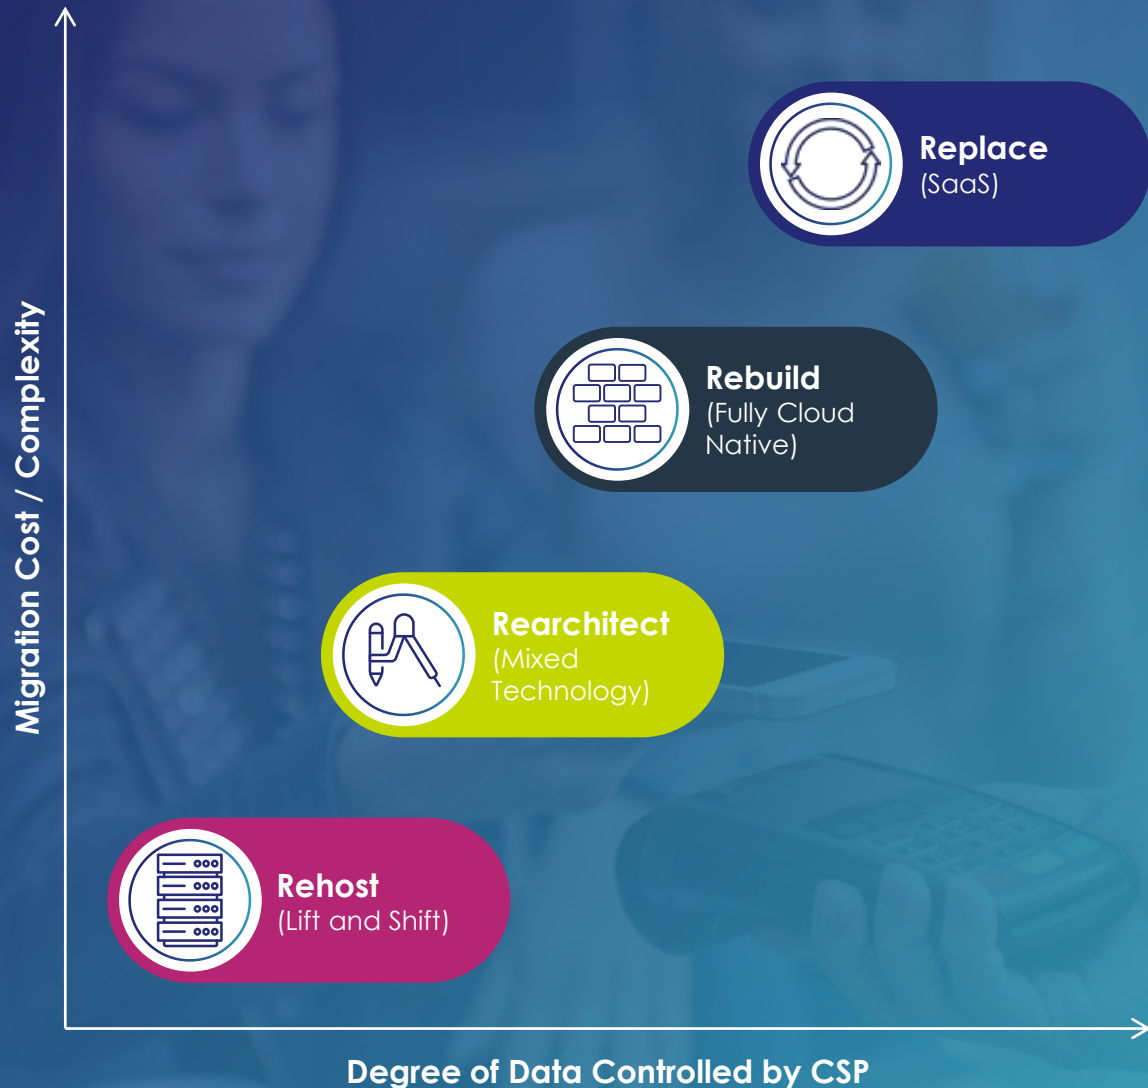 Replace
(SaaS)
Rebuild
(Fully Cloud
Native)
Rearchitect
(Mixed
Technology)
Rehost
(Lift and Shift)
Migration Cost / Complexity
Degree of Data Controlled by CSP